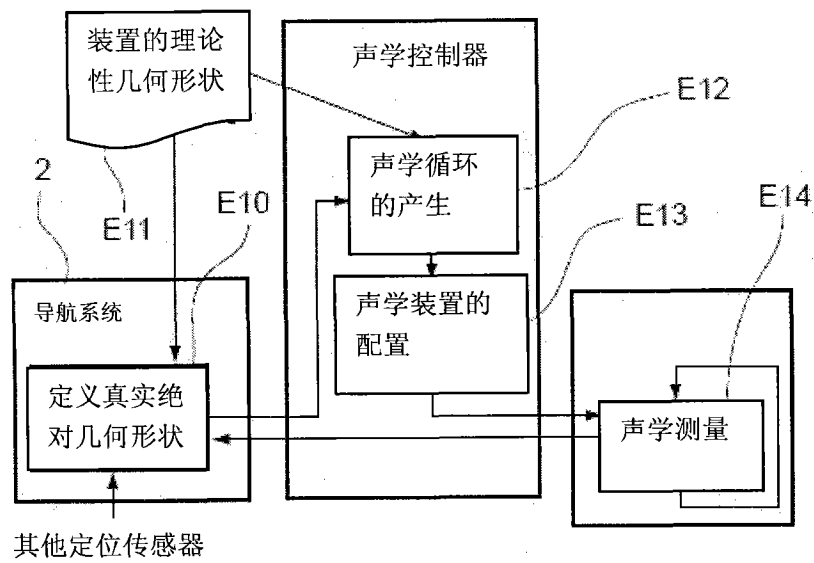 装置的理论
性几何形状
声学控制器
E12
声学循环
的产生
2
E11
E10
E13
E14
导航系统
声学装置的
配置
定义真实绝
对几何形状
声学测量
其他定位传感器